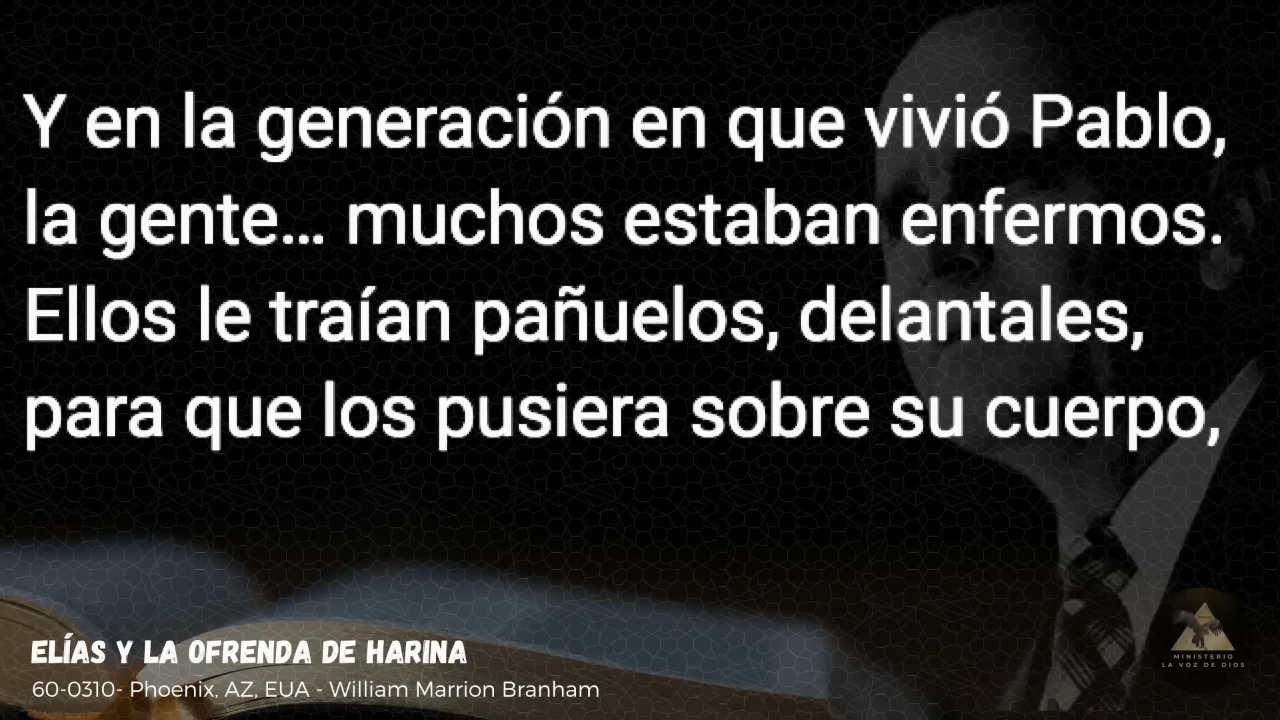 Y en la generación en que vivió Pablo,
la gente... muchos estaban enfermos.
Ellos le traían pañuelos, delantales,
para que los pusiera sobre su cuerpo,
ELÍAS Y LA OFRENDA DE HARINA
60-0310- Phoenix, AZ, EUA - William Marrion Branham
MINISTERIO
LA VOZ DE DIOS